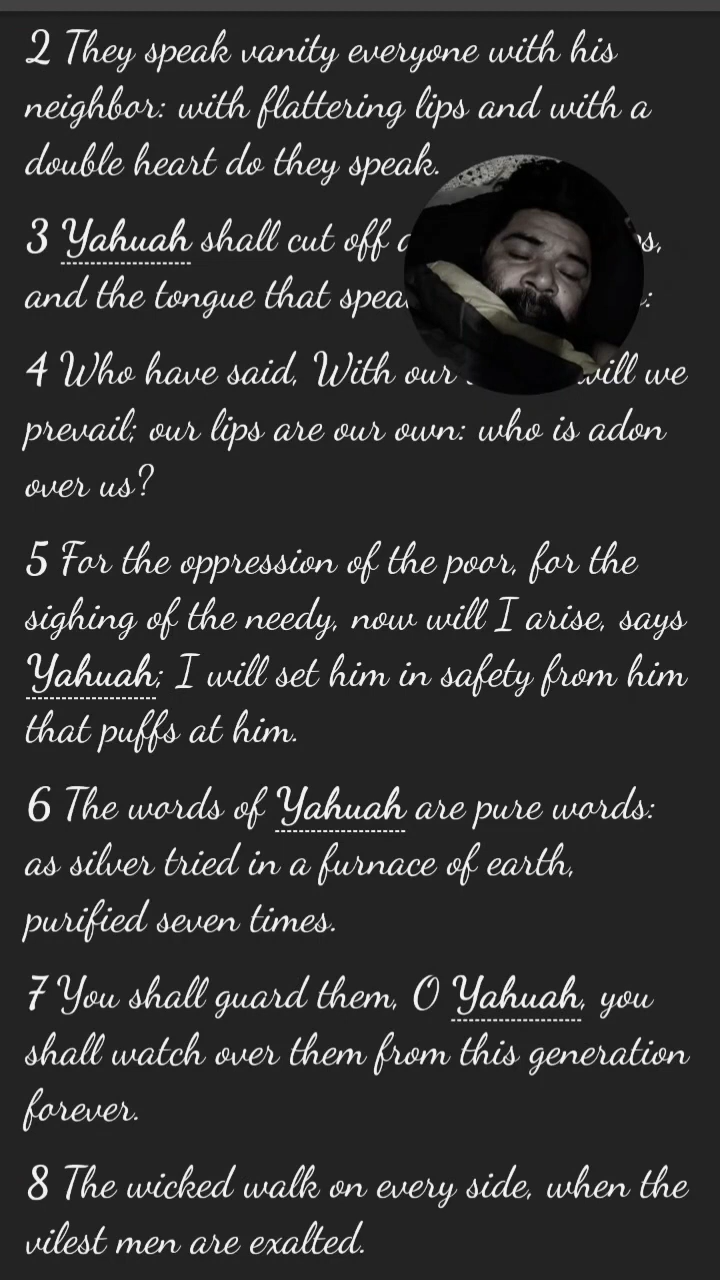 2 They speak vanity everyone with his
neighbor: with flattering lips and with a
double heart do they speak.
3 Yahuah shall cut off
and the tongue that
4 Who have said, With our will we
prevail; our lips are our own: who is adon
over us?
5 For the oppression of the poor, for the
sighing of the needy, now will I arise, says
Yahuah; I will set him in safety from him
that puffs at him.
6 The words of Yahuah are pure words:
as silver tried in a furnace of earth,
purified seven times.
7 You shall guard them, O Yahuah, you
shall watch over them from this generation
forever.
8 The wicked walk on every side, when the
vilest men are exalted.